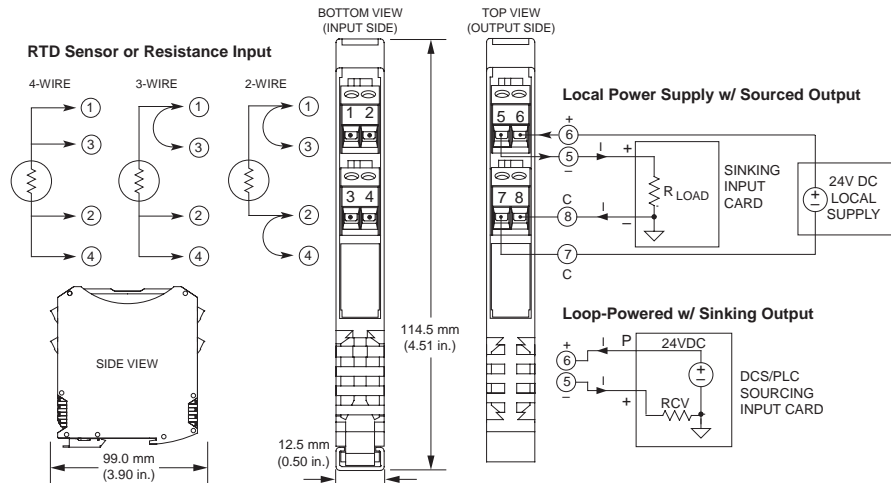 BOTTOM VIEW
(INPUT SIDE)
TOP VIEW
(OUTPUT SIDE)
RTD Sensor or Resistance Input
4-WIRE
3-WIRE
2-WIRE
1
3
2
4
1
3
2
4
1
3
2
4
1 2
3 4
5 6
7 8
114.5 mm
(4.51 in.)
12.5 mm
(0.50 in.)
SIDE VIEW
99.0 mm
(3.90 in.)
Local Power Supply w/ Sourced Output
+
6
5
–
I
+
R LOAD
SINKING
INPUT
CARD
24V DC
LOCAL
SUPPLY
+
–
C
8
I
–
7
C
Loop-Powered w/ Sinking Output
+
6
I
P
24VDC
+
–
5
–
I
+
RCV
DCS/PLC
SOURCING
INPUT CARD